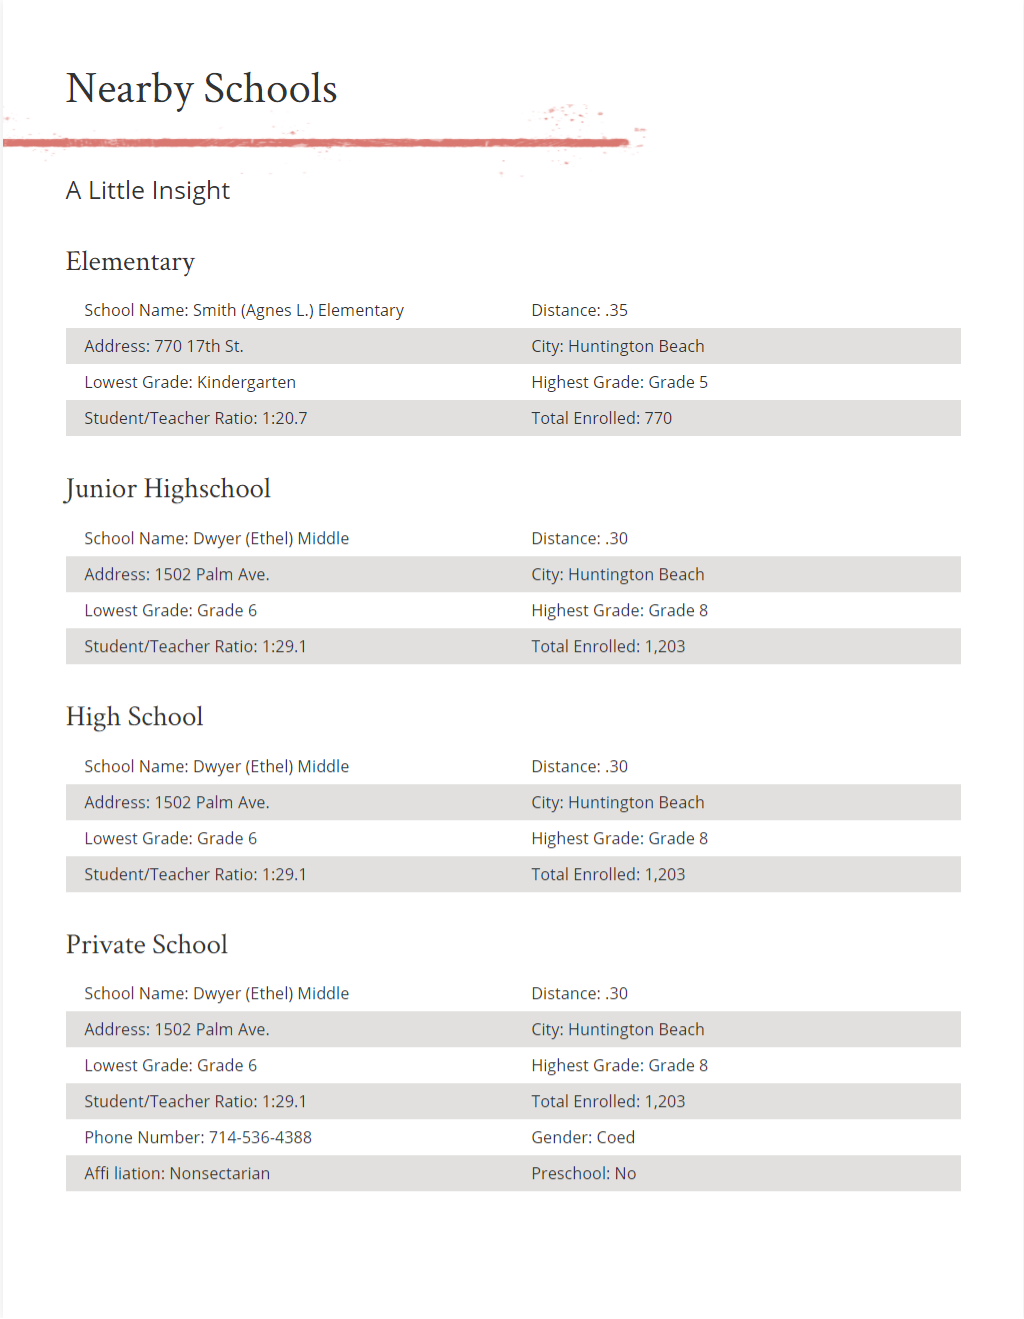 Nearby Schools
A Little Insight
Elementary
School Name: Smith (Agnes L.) Elementary Distance: .35
Address: 770 17th St. City: Huntington Beach
Lowest Grade: Kindergarten Highest Grade: Grade 5
Student/Teacher Ratio: 1:20.7 Total Enrolled: 770
Junior Highschool
School Name: Dwyer (Ethel) Middle Distance: .30
Address: 1502 Palm Ave. City: Huntington Beach
Lowest Grade: Grade 6 Highest Grade: Grade 8
Student/Teacher Ratio: 1:29.1 Total Enrolled: 1,203
High School
School Name: Dwyer (Ethel) Middle Distance: .30
Address: 1502 Palm Ave. City: Huntington Beach
Lowest Grade: Grade 6 Highest Grade: Grade 8
Student/Teacher Ratio: 1:29.1 Total Enrolled: 1,203
Private School
School Name: Dwyer (Ethel) Middle Distance: .30
Address: 1502 Palm Ave. City: Huntington Beach
Lowest Grade: Grade 6 Highest Grade: Grade 8
Student/Teacher Ratio: 1:29.1 Total Enrolled: 1,203
Phone Number: 714-536-4388 Gender: Coed
Affi liation: Nonsectarian Preschool: No